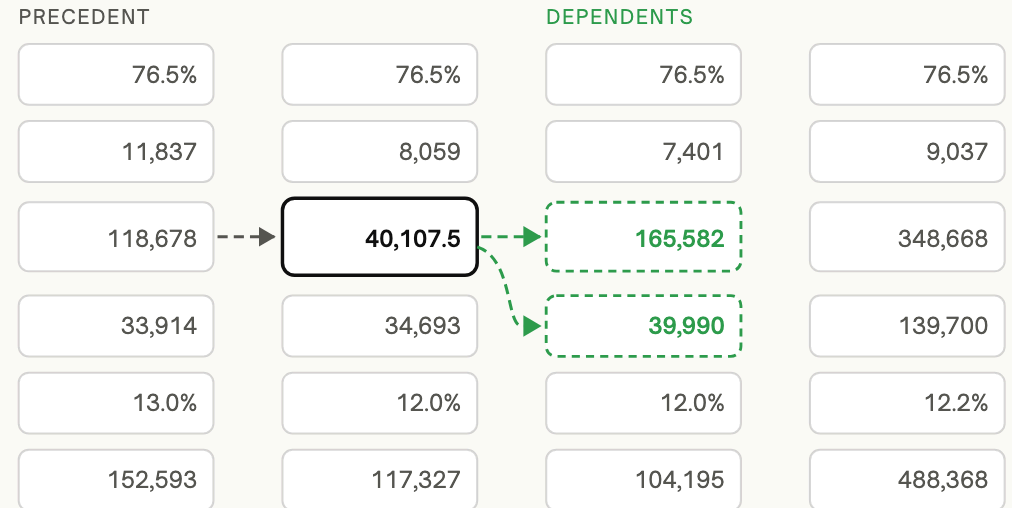 PRECEDENT DEPENDENTS
76.5% 76.5% 76.5% 76.5%
11,837 8,059 7,401 9,037
118,678 40,107.5 165,582 348,668
33,914 34,693 39,990 139,700
13.0% 12.0% 12.0% 12.2%
152,593 117,327 104,195 488,368